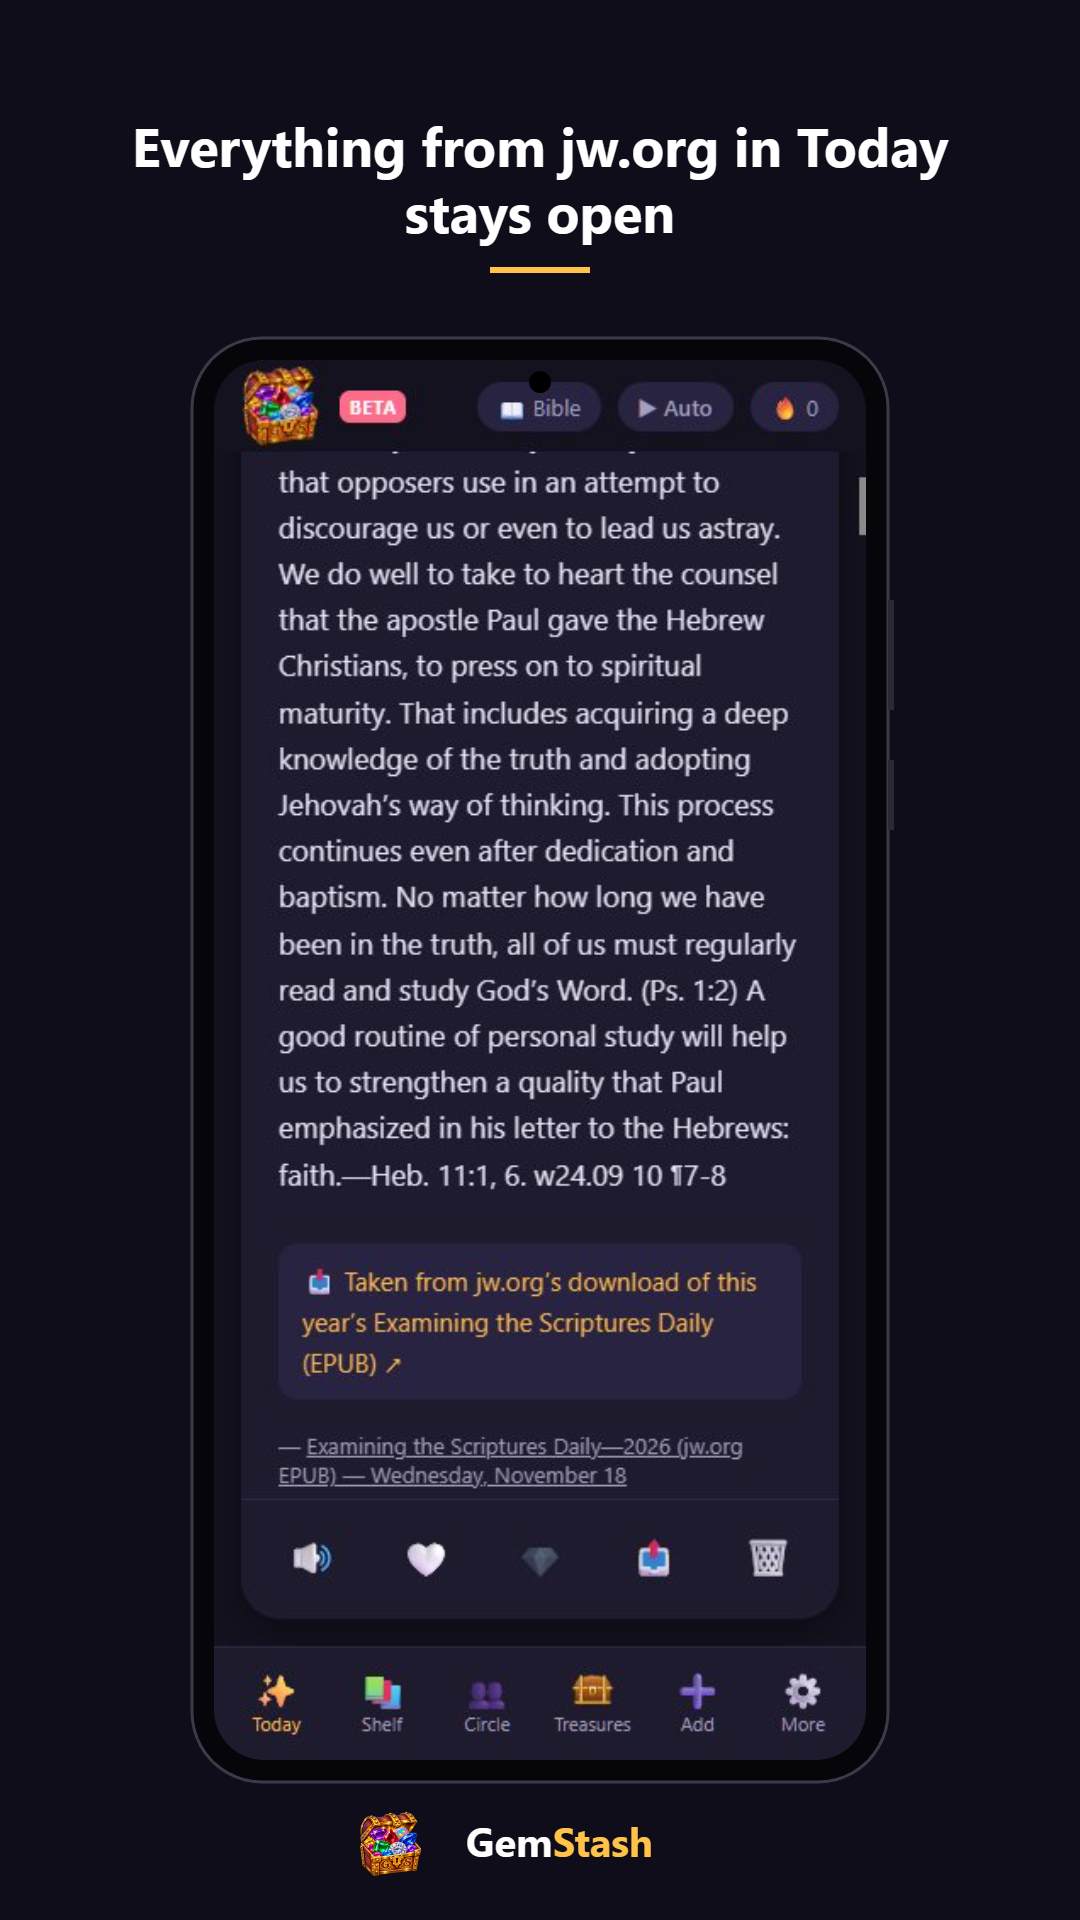 Everything from jw.org in Today
stays open
BETA
Bible
Auto
0
that opposers use in an attempt to
discourage us or even to lead us astray.
We do well to take to heart the counsel
that the apostle Paul gave the Hebrew
Christians, to press on to spiritual
maturity. That includes acquiring a deep
knowledge of the truth and adopting
Jehovah’s way of thinking. This process
continues even after dedication and
baptism. No matter how long we have
been in the truth, all of us must regularly
read and study God’s Word. (Ps. 1:2) A
good routine of personal study will help
us to strengthen a quality that Paul
emphasized in his letter to the Hebrews:
faith.—Heb. 11:1, 6. w24.09 10 ¶7-8
Taken from jw.org’s download of this
year’s Examining the Scriptures Daily
(EPUB) ↗
— Examining the Scriptures Daily—2026 (jw.org
EPUB) — Wednesday, November 18
Today
Shelf
Circle
Treasures
Add
More
GemStash